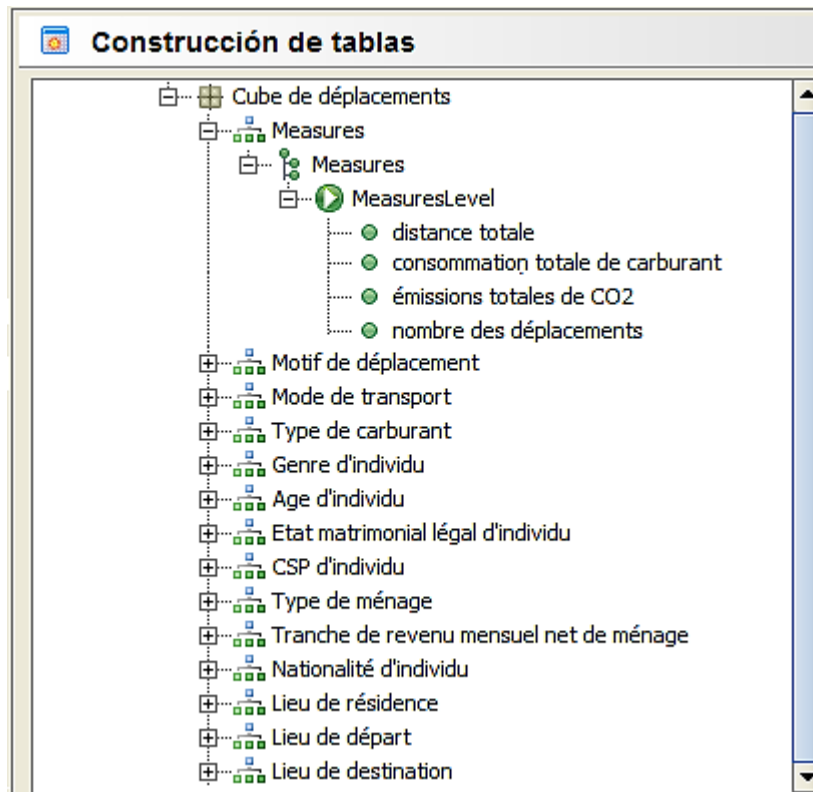 Construcción de tablas
Cube de déplacements
Measures
Measures
MeasuresLevel
distance totale
consommation totale de carburant
émissions totales de CO2
nombre des déplacements
Motif de déplacement
Mode de transport
Type de carburant
Genre d'individu
Age d'individu
Etat matrimonial légal d'individu
CSP d'individu
Type de ménage
Tranche de revenu mensuel net de ménage
Nationalité d'individu
Lieu de résidence
Lieu de départ
Lieu de destination